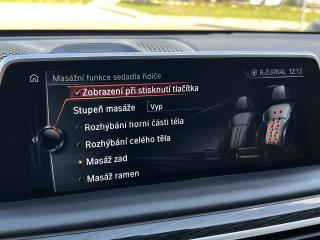 Masážní funkce sedadla řidiče
R-ŽURNÁL 12:13
Zobrazení při stisknutí tlačítka
Stupeň masáže Vyp
Rozhýbání horní části těla
Rozhýbání celého těla
Masáž zad
Masáž ramen